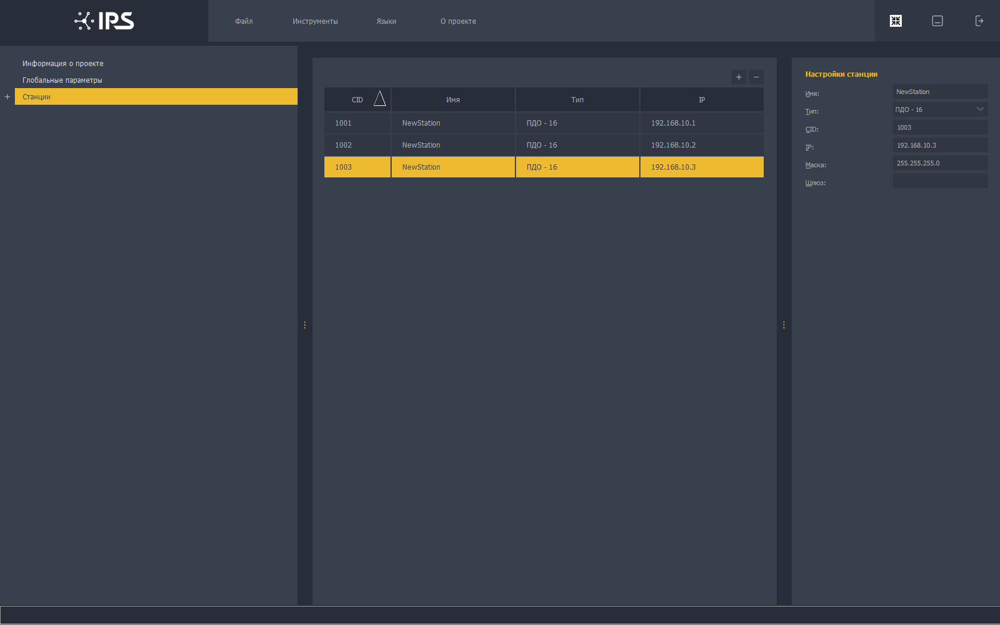 IPS
Файл Инструменты Языки О проекте
Информация о проекте
Глобальные параметры
+ Станции
+ −
CID Имя Тип IP
1001 NewStation ПДО - 16 192.168.10.1
1002 NewStation ПДО - 16 192.168.10.2
1003 NewStation ПДО - 16 192.168.10.3
Настройки станции
Имя: NewStation
Тип: ПДО - 16
CID: 1003
IP: 192.168.10.3
Маска: 255.255.255.0
Шлюз: